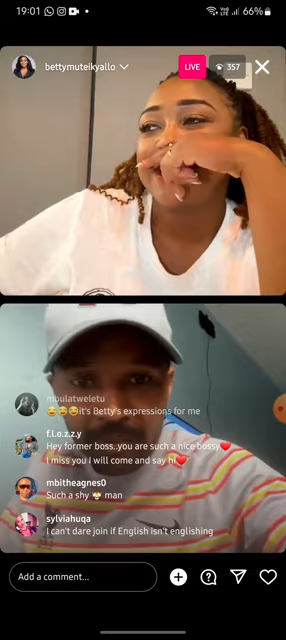 19:01
66%
bettymuteikyallo
LIVE
357
moulatweletu
😂😂😂it's Betty's expressions for me
f.l.o.z.z.y
Hey former boss..you are such a nice bossy❤️
I miss you I will come and say hi❤️
mbitheagnes0
Such a shy man
sylviahuqa
I can't dare join if English isn't englishing
Add a comment...